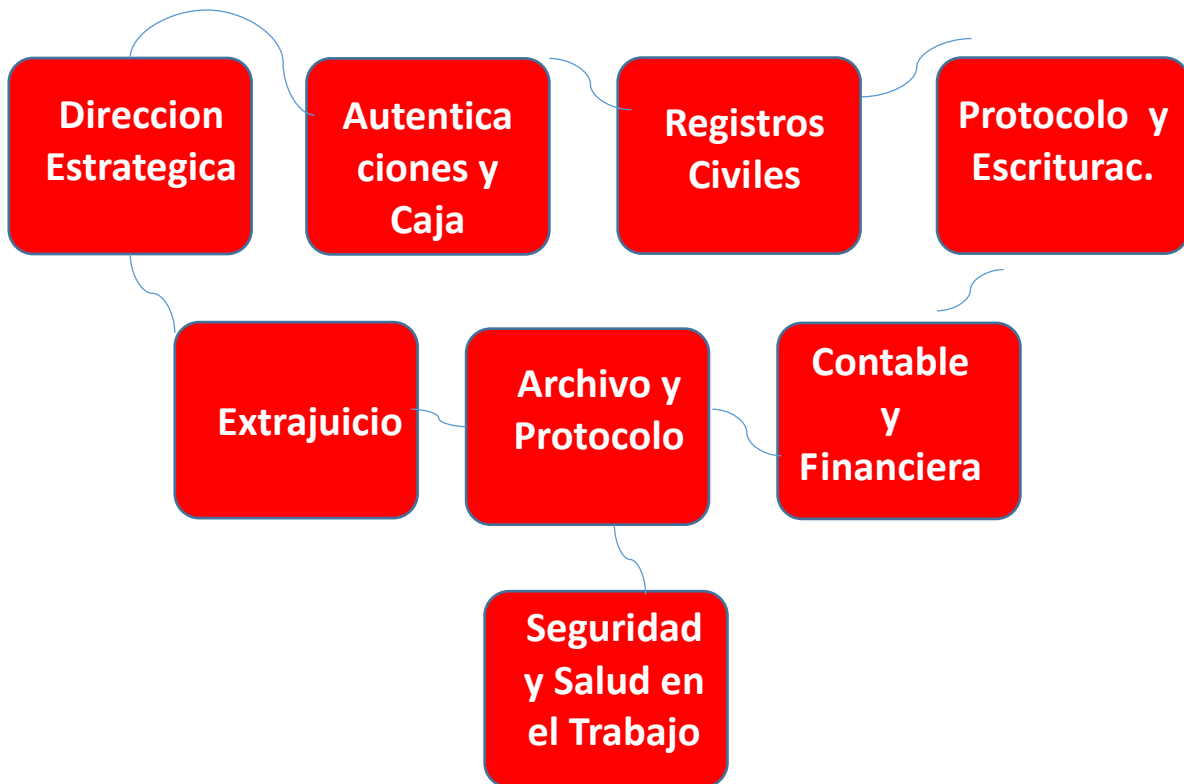 Direccion
Estrategica
Autentica
ciones y
Caja
Registros
Civiles
Protocolo y
Escriturac.
Extrajuicio
Archivo y
Protocolo
Contable
y
Financiera
Seguridad
y Salud en
el Trabajo